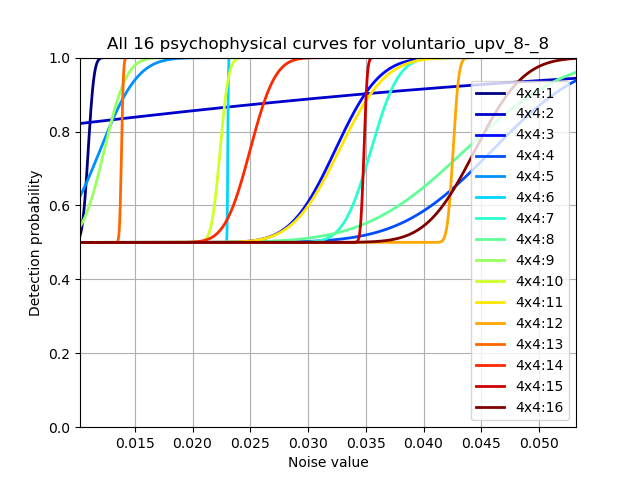 All 16 psychophysical curves for voluntario_upv_8-_8
Detection probability
1.0
0.8
0.6
0.4
0.2
0.0
0.015 0.020 0.025 0.030 0.035 0.040 0.045 0.050
Noise value
4x4:1
4x4:2
4x4:3
4x4:4
4x4:5
4x4:6
4x4:7
4x4:8
4x4:9
4x4:10
4x4:11
4x4:12
4x4:13
4x4:14
4x4:15
4x4:16